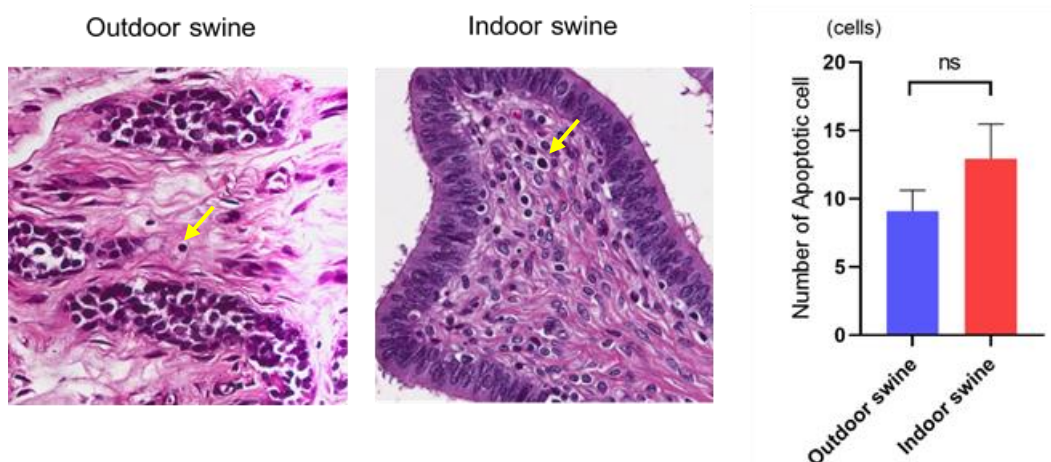 Outdoor swine
Indoor swine
(cells)
ns
Number of Apoptotic cell
20
15
10
5
0
Outdoor swine
Indoor swine